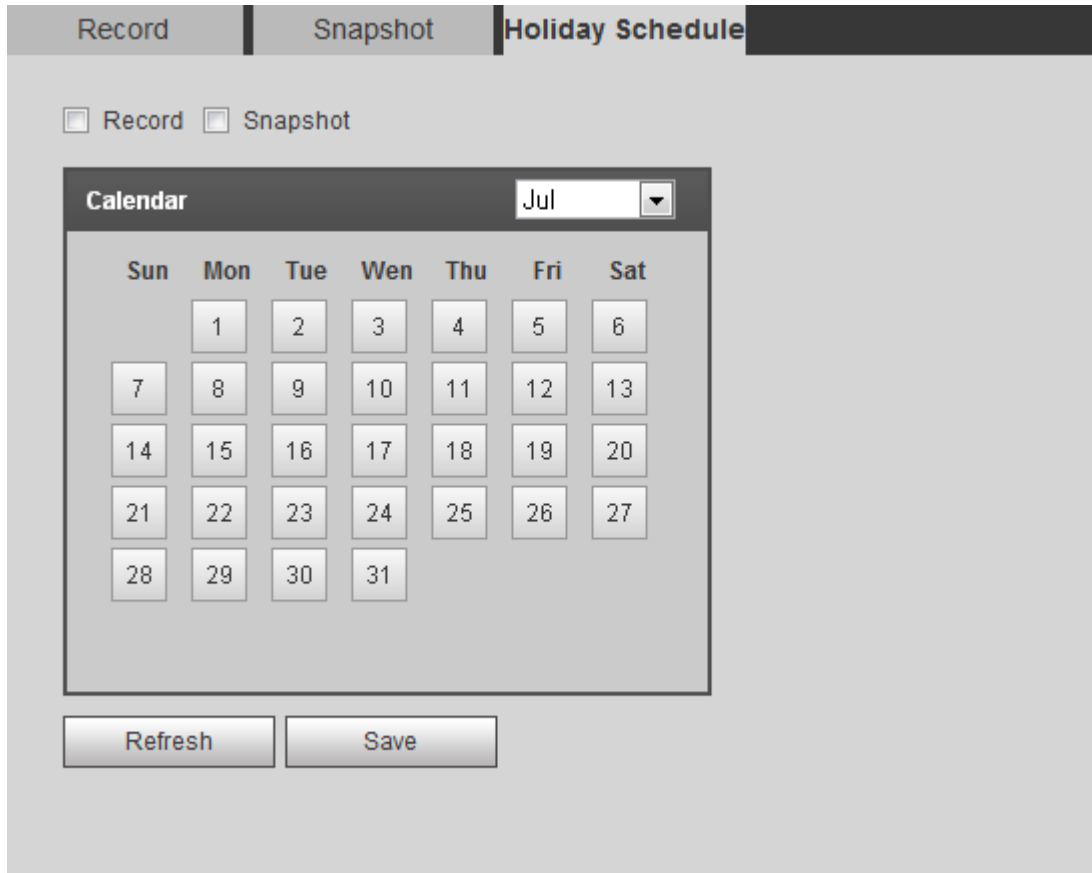 Record Snapshot Holiday Schedule
Record Snapshot
Calendar Jul
Sun Mon Tue Wen Thu Fri Sat
1 2 3 4 5 6
7 8 9 10 11 12 13
14 15 16 17 18 19 20
21 22 23 24 25 26 27
28 29 30 31
Refresh Save